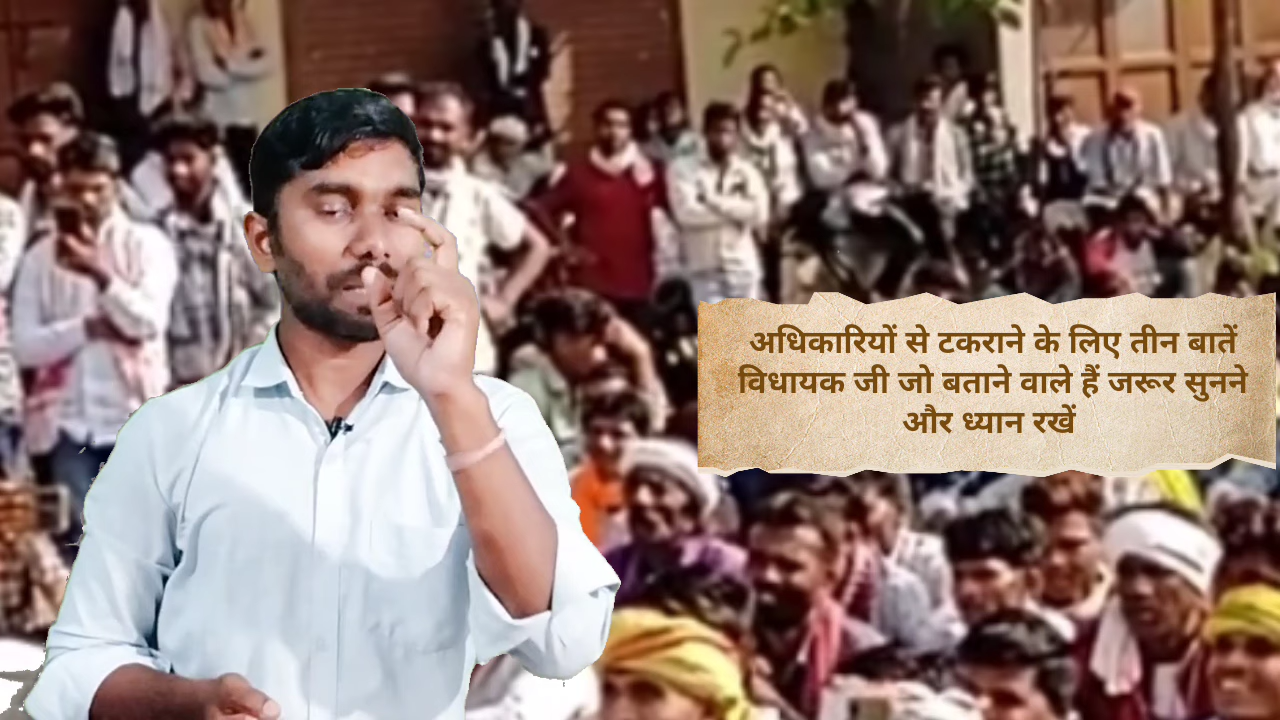 अधिकारियों से टकराने के लिए तीन बातें
विधायक जी जो बताने वाले हैं जरूर सुनने
और ध्यान रखें